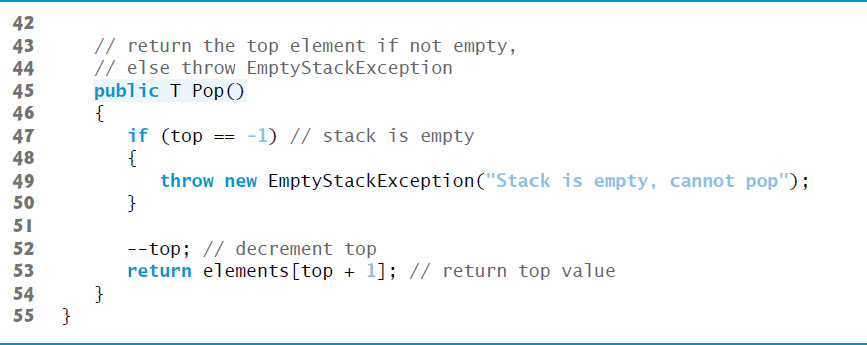 42
43 // return the top element if not empty,
44 // else throw EmptyStackException
45 public T Pop()
46 {
47 if (top == -1) // stack is empty
48 {
49 throw new EmptyStackException("Stack is empty, cannot pop");
50 }
51
52 --top; // decrement top
53 return elements[top + 1]; // return top value
54 }
55 }